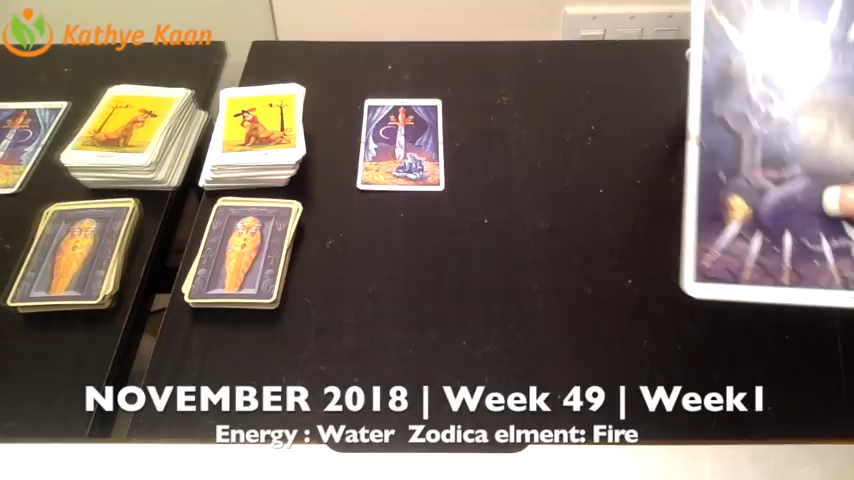 Kathye Kaan
NOVEMBER 2018 | Week 49 | Week1
Energy : Water Zodica elment: Fire